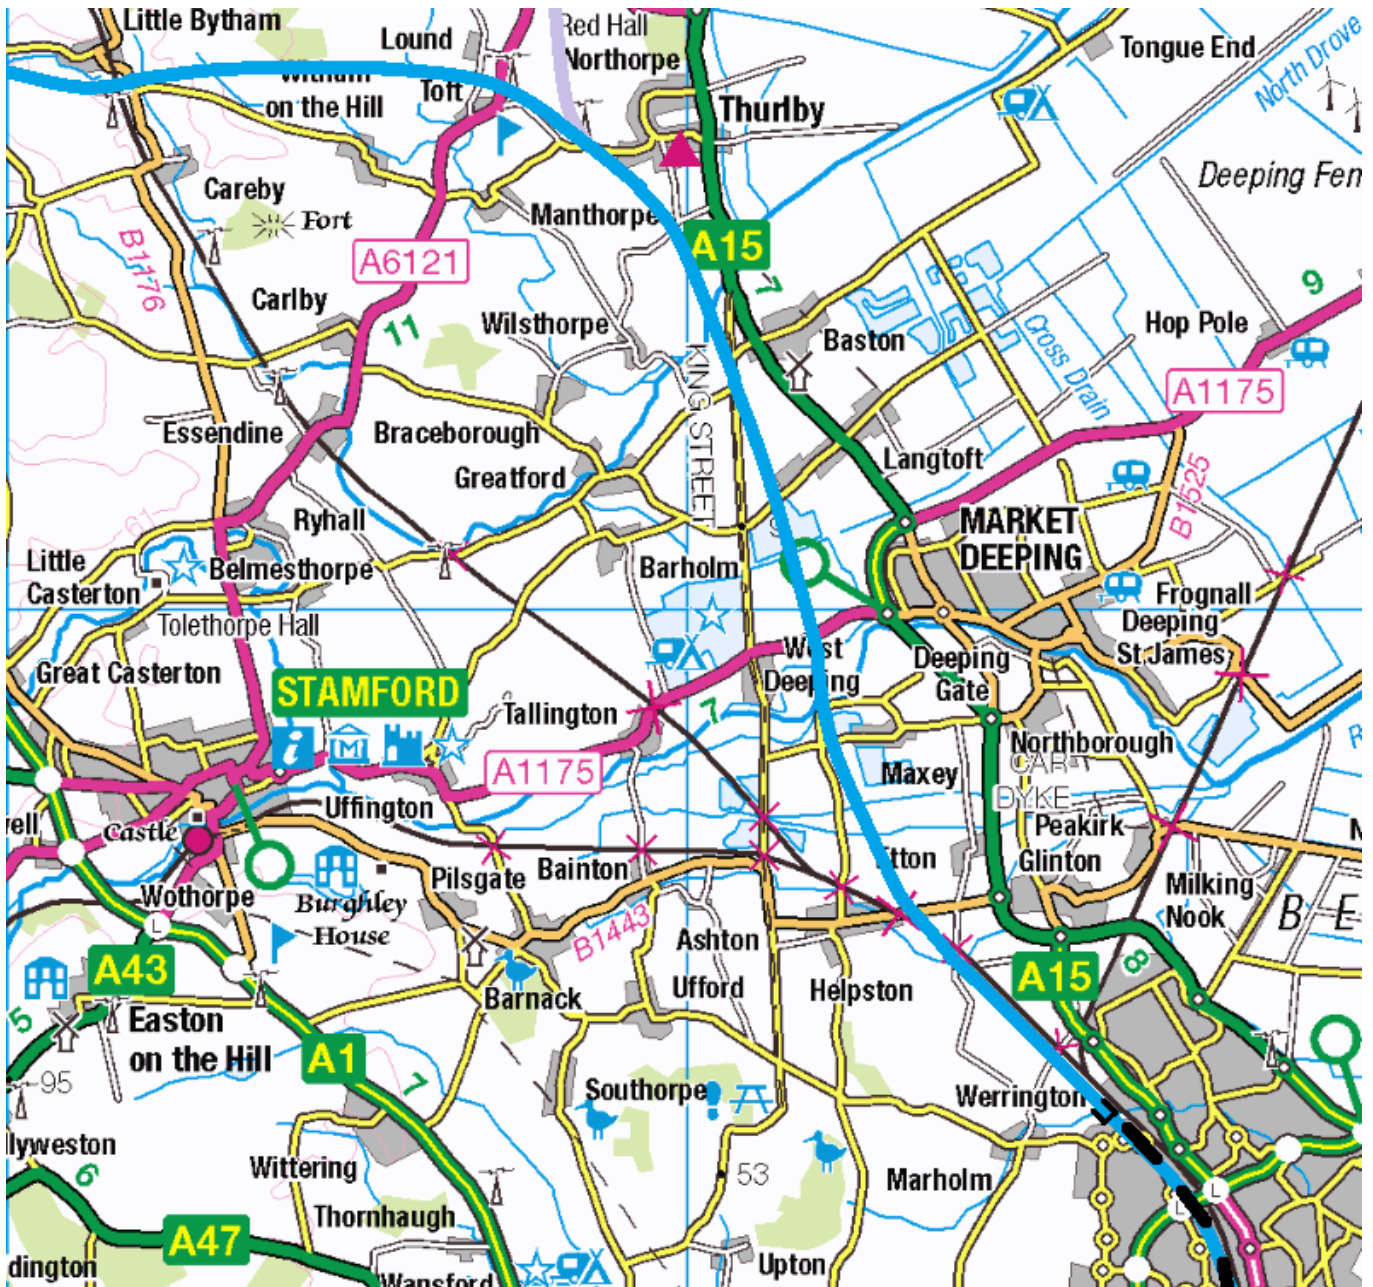 Little Bytham
Lound
Red Hall
Northorpe
Tongue End
North Drove
Witham
on the Hill
Toft
Thurlby
Deeping Fen
Careby
Fort
Manthorpe
A15
B1176
A6121
7
9
Carlby
11
Wilsthorpe
Baston
Cross Drain
Hop Pole
KING STREET
A1175
Essendine
Braceborough
Greatford
Langtoft
B1525
61
Ryhall
MARKET
DEEPING
Little
Casterton
Belmesthorpe
Barholm
Frognall
Tolethorpe Hall
Deeping
St James
West
Deeping
Deeping
Gate
Great Casterton
STAMFORD
7
Tallington
i
M
A1175
Northborough
CAR
DYKE
Maxey
Uffington
Castle
Peakirk
Glinton
Etton
Bainton
Pilsgate
Wothorpe
Burghley
House
Milking
Nook
B E
B1443
Ashton
Ufford
L
A43
8
A15
Barnack
Helpston
5
Easton
on the Hill
A1
7
95
Southorpe
Werrington
Wittering
53
Marholm
6
L
L
Thornhaugh
A47
Upton
Wansford